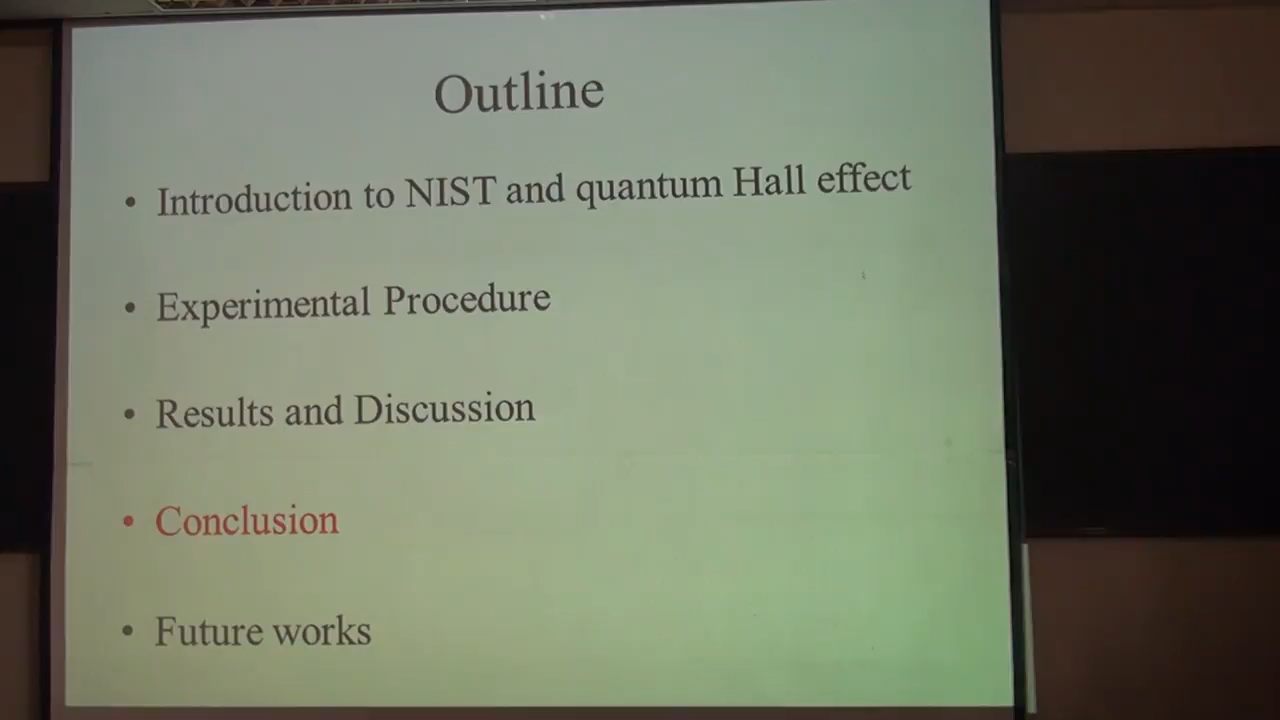 Outline
• Introduction to NIST and quantum Hall effect
• Experimental Procedure
• Results and Discussion
• Conclusion
• Future works